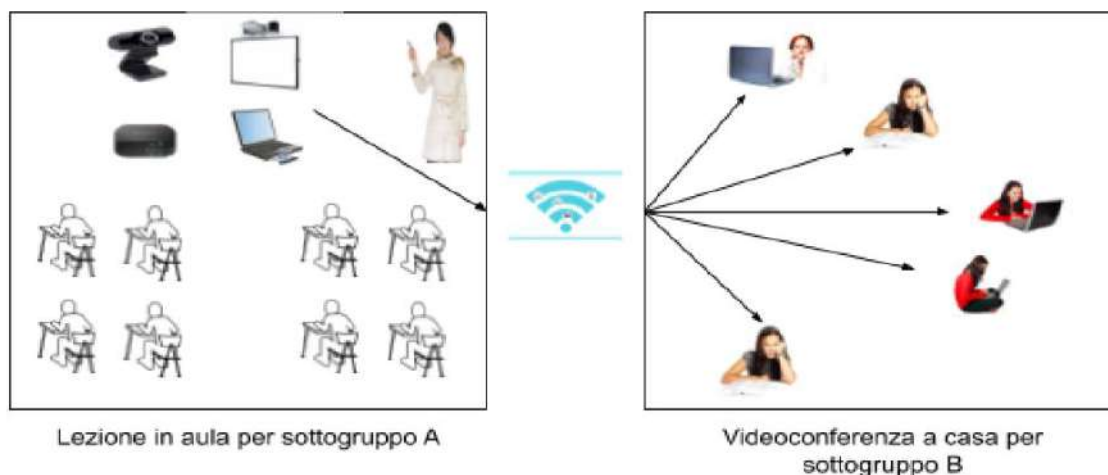 Lezione in aula per sottogruppo A
Videoconferenza a casa per
sottogruppo B